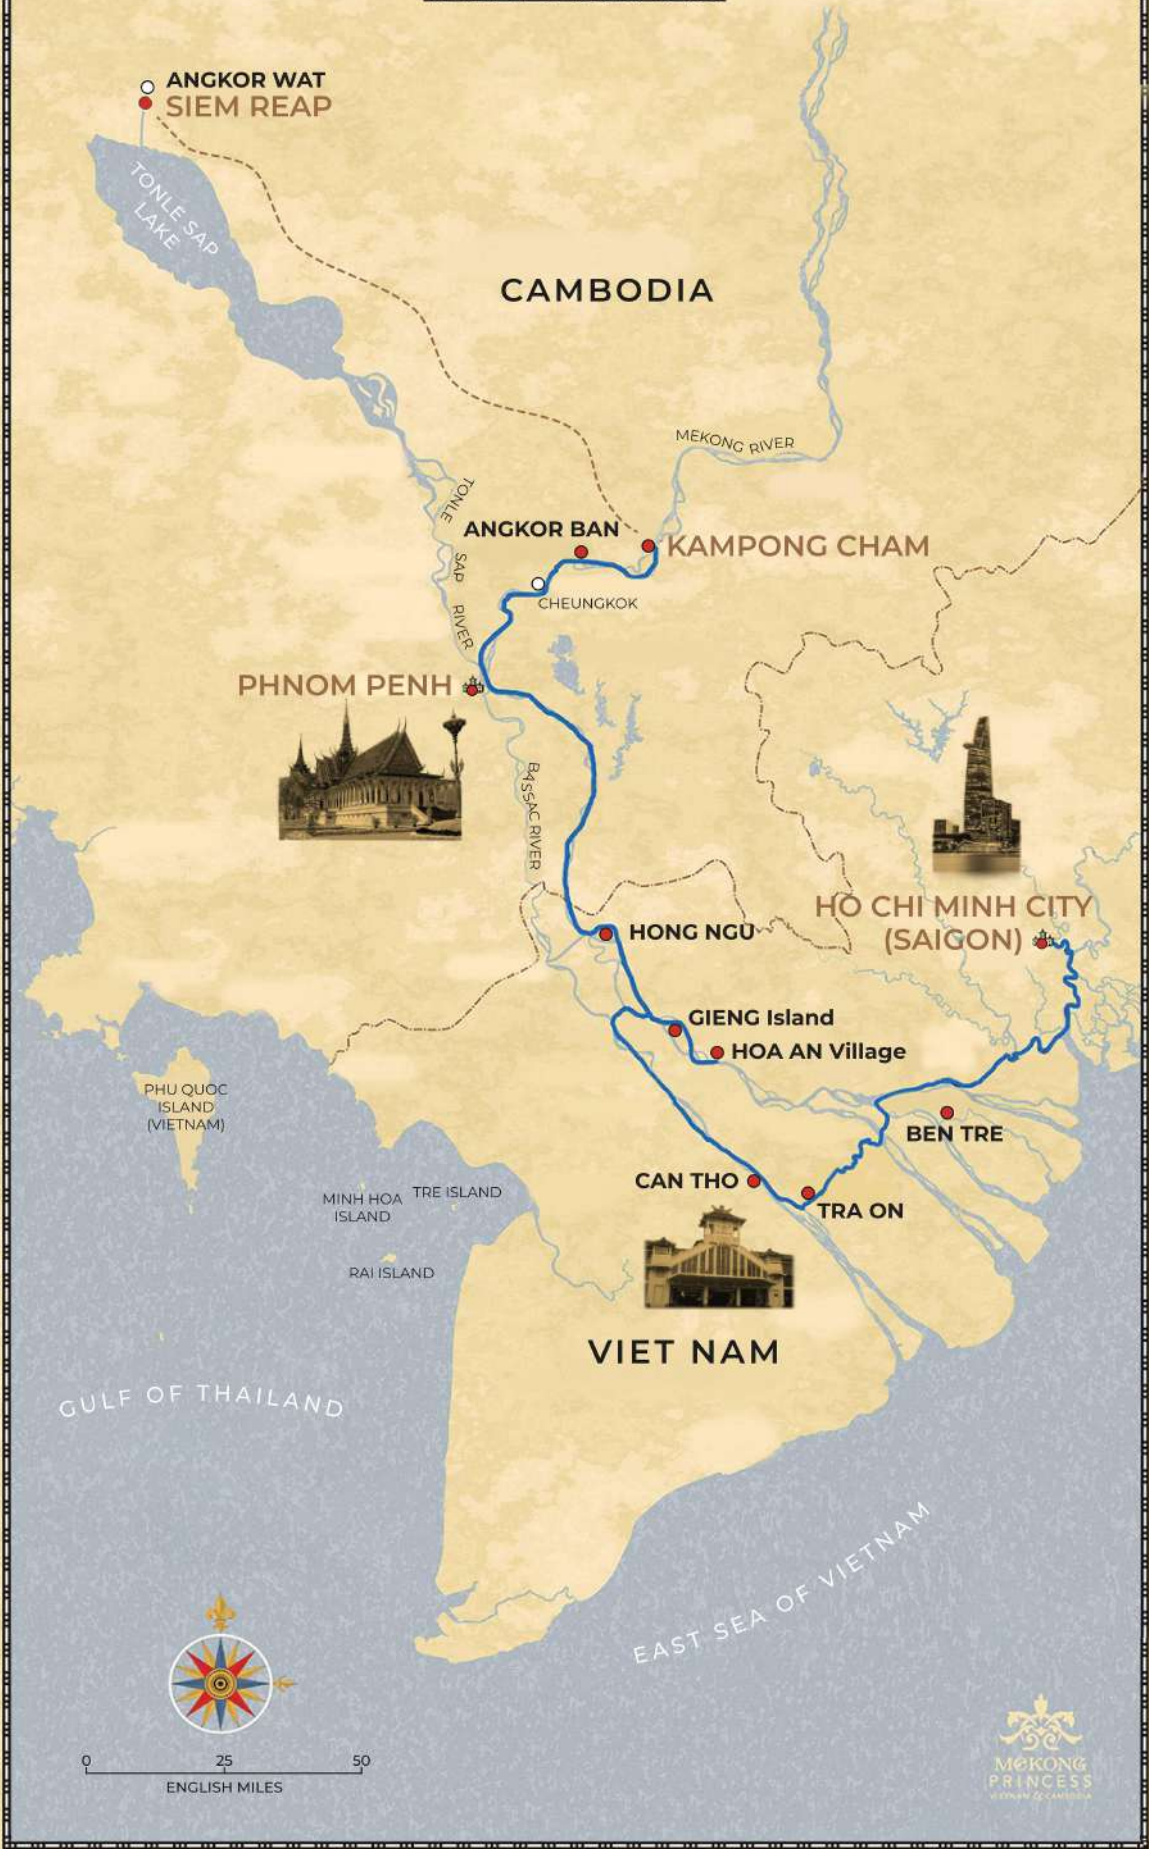 ANGKOR WAT
SIEM REAP
TONLE SAP
LAKE
CAMBODIA
MEKONG RIVER
TONLE SAP RIVER
ANGKOR BAN
KAMPONG CHAM
CHEUNGKOK
PHNOM PENH
BASSAC RIVER
HO CHI MINH CITY
(SAIGON)
HONG NGU
GIENG Island
HOA AN Village
PHU QUOC
ISLAND
(VIETNAM)
BEN TRE
CAN THO
TRA ON
MINH HOA
ISLAND
TRE ISLAND
RAI ISLAND
VIET NAM
GULF OF THAILAND
EAST SEA OF VIETNAM
0 25 50
ENGLISH MILES
MEKONG
PRINCESS
VIETNAM & CAMBODIA